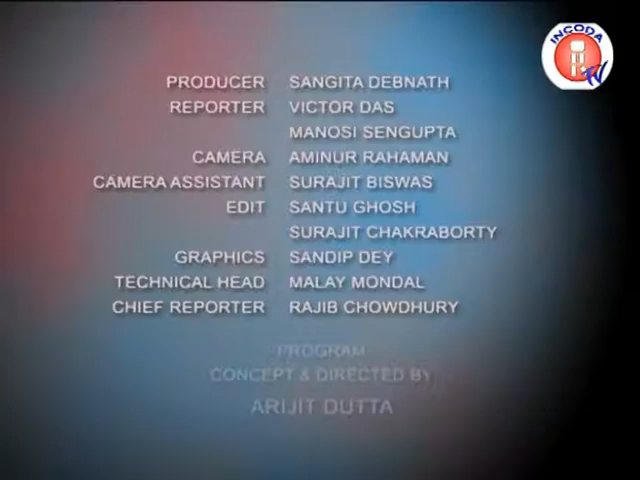 INCODA
TV
PRODUCER SANGITA DEBNATH
REPORTER VICTOR DAS
MANOSI SENGUPTA
CAMERA AMINUR RAHAMAN
CAMERA ASSISTANT SURAJIT BISWAS
EDIT SANTU GHOSH
SURAJIT CHAKRABORTY
GRAPHICS SANDIP DEY
TECHNICAL HEAD MALAY MONDAL
CHIEF REPORTER RAJIB CHOWDHURY
PROGRAM
CONCEPT & DIRECTED BY
ARIJIT DUTTA